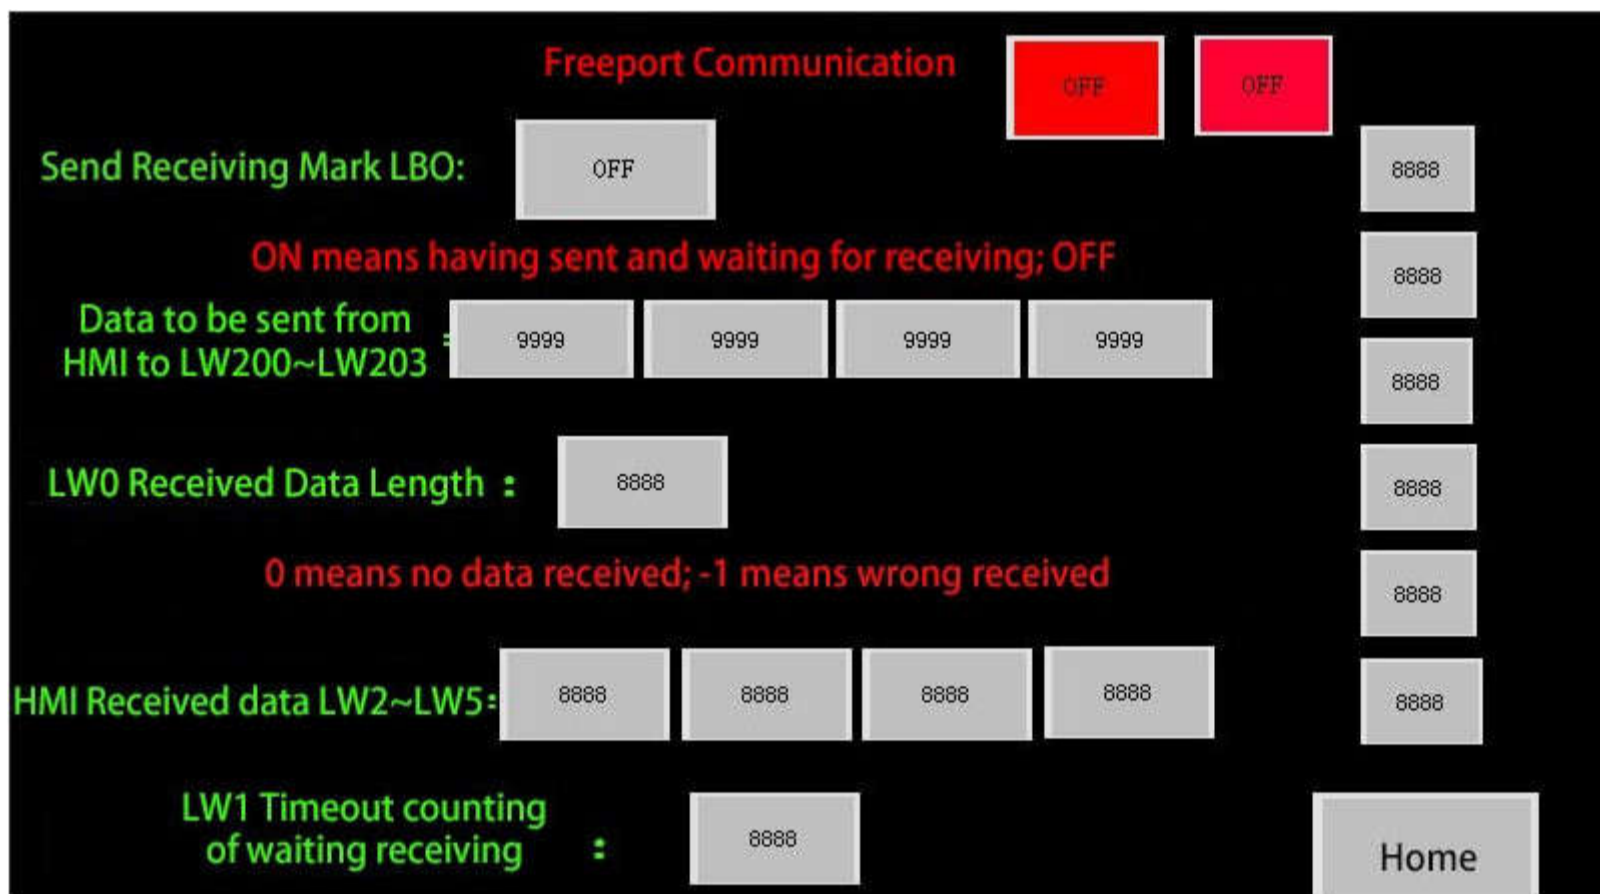 Freeport Communication
OFF
OFF
Send Receiving Mark LBO:
OFF
8888
ON means having sent and waiting for receiving; OFF
8888
Data to be sent from
HMI to LW200~LW203
:
9999
9999
9999
9999
8888
LW0 Received Data Length :
8888
8888
0 means no data received; -1 means wrong received
8888
HMI Received data LW2~LW5:
8888
8888
8888
8888
8888
LW1 Timeout counting
of waiting receiving :
8888
Home